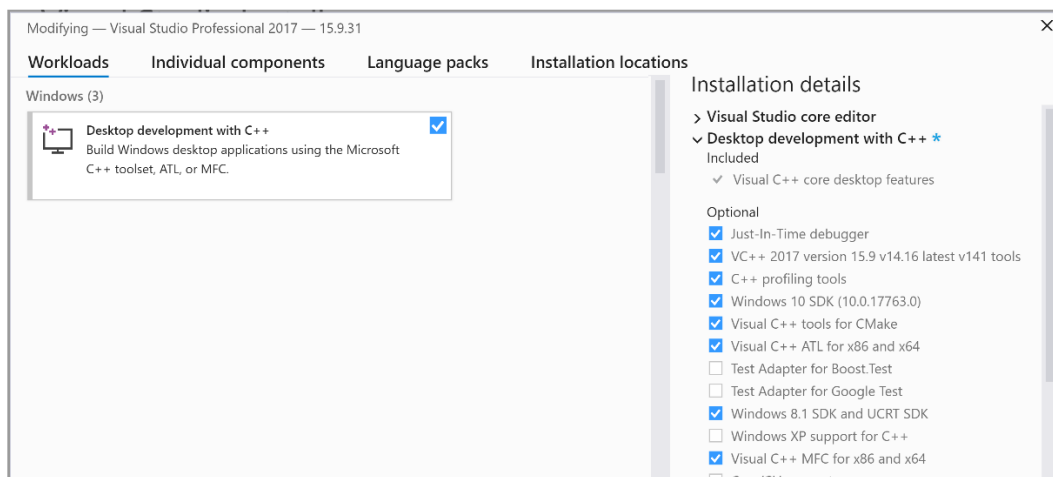 Modifying — Visual Studio Professional 2017 — 15.9.31
Workloads Individual components Language packs Installation locations
Windows (3)
Desktop development with C++
Build Windows desktop applications using the Microsoft
C++ toolset, ATL, or MFC.
Installation details
Visual Studio core editor
Desktop development with C++ *
Included
Visual C++ core desktop features
Optional
Just-In-Time debugger
VC++ 2017 version 15.9 v14.16 latest v141 tools
C++ profiling tools
Windows 10 SDK (10.0.17763.0)
Visual C++ tools for CMake
Visual C++ ATL for x86 and x64
Test Adapter for Boost.Test
Test Adapter for Google Test
Windows 8.1 SDK and UCRT SDK
Windows XP support for C++
Visual C++ MFC for x86 and x64